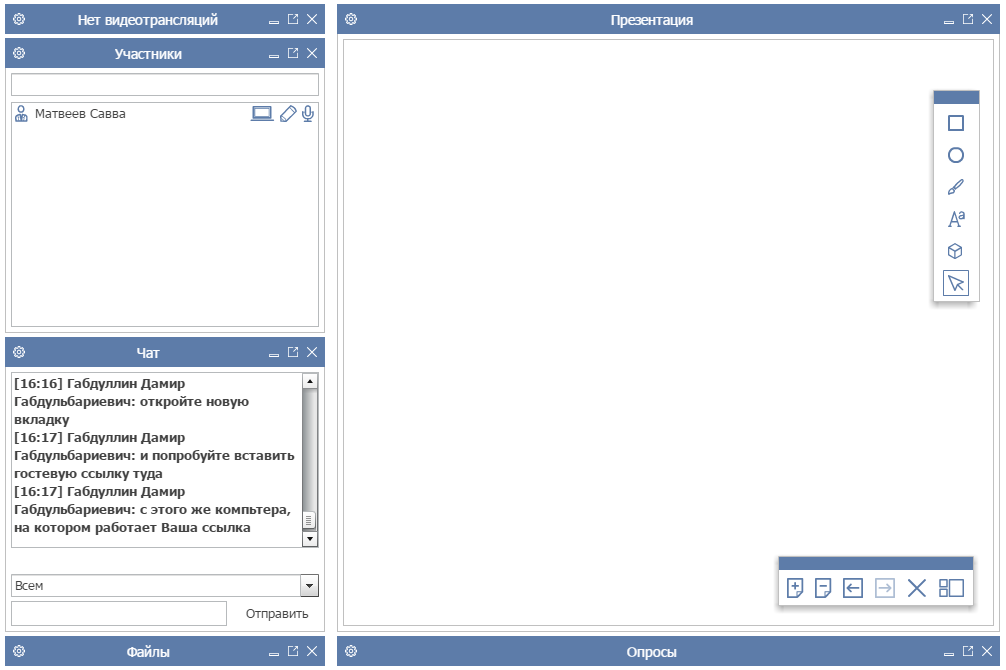 Нет видеотрансляций
Участники
Матвеев Савва
Чат
[16:16] Габдуллин Дамир
Габдульбариевич: откройте новую
вкладку
[16:17] Габдуллин Дамир
Габдульбариевич: и попробуйте вставить
гостевую ссылку туда
[16:17] Габдуллин Дамир
Габдульбариевич: с этого же компьтера,
на котором работает Ваша ссылка
Всем
Отправить
Файлы
Презентация
Aa
Опросы